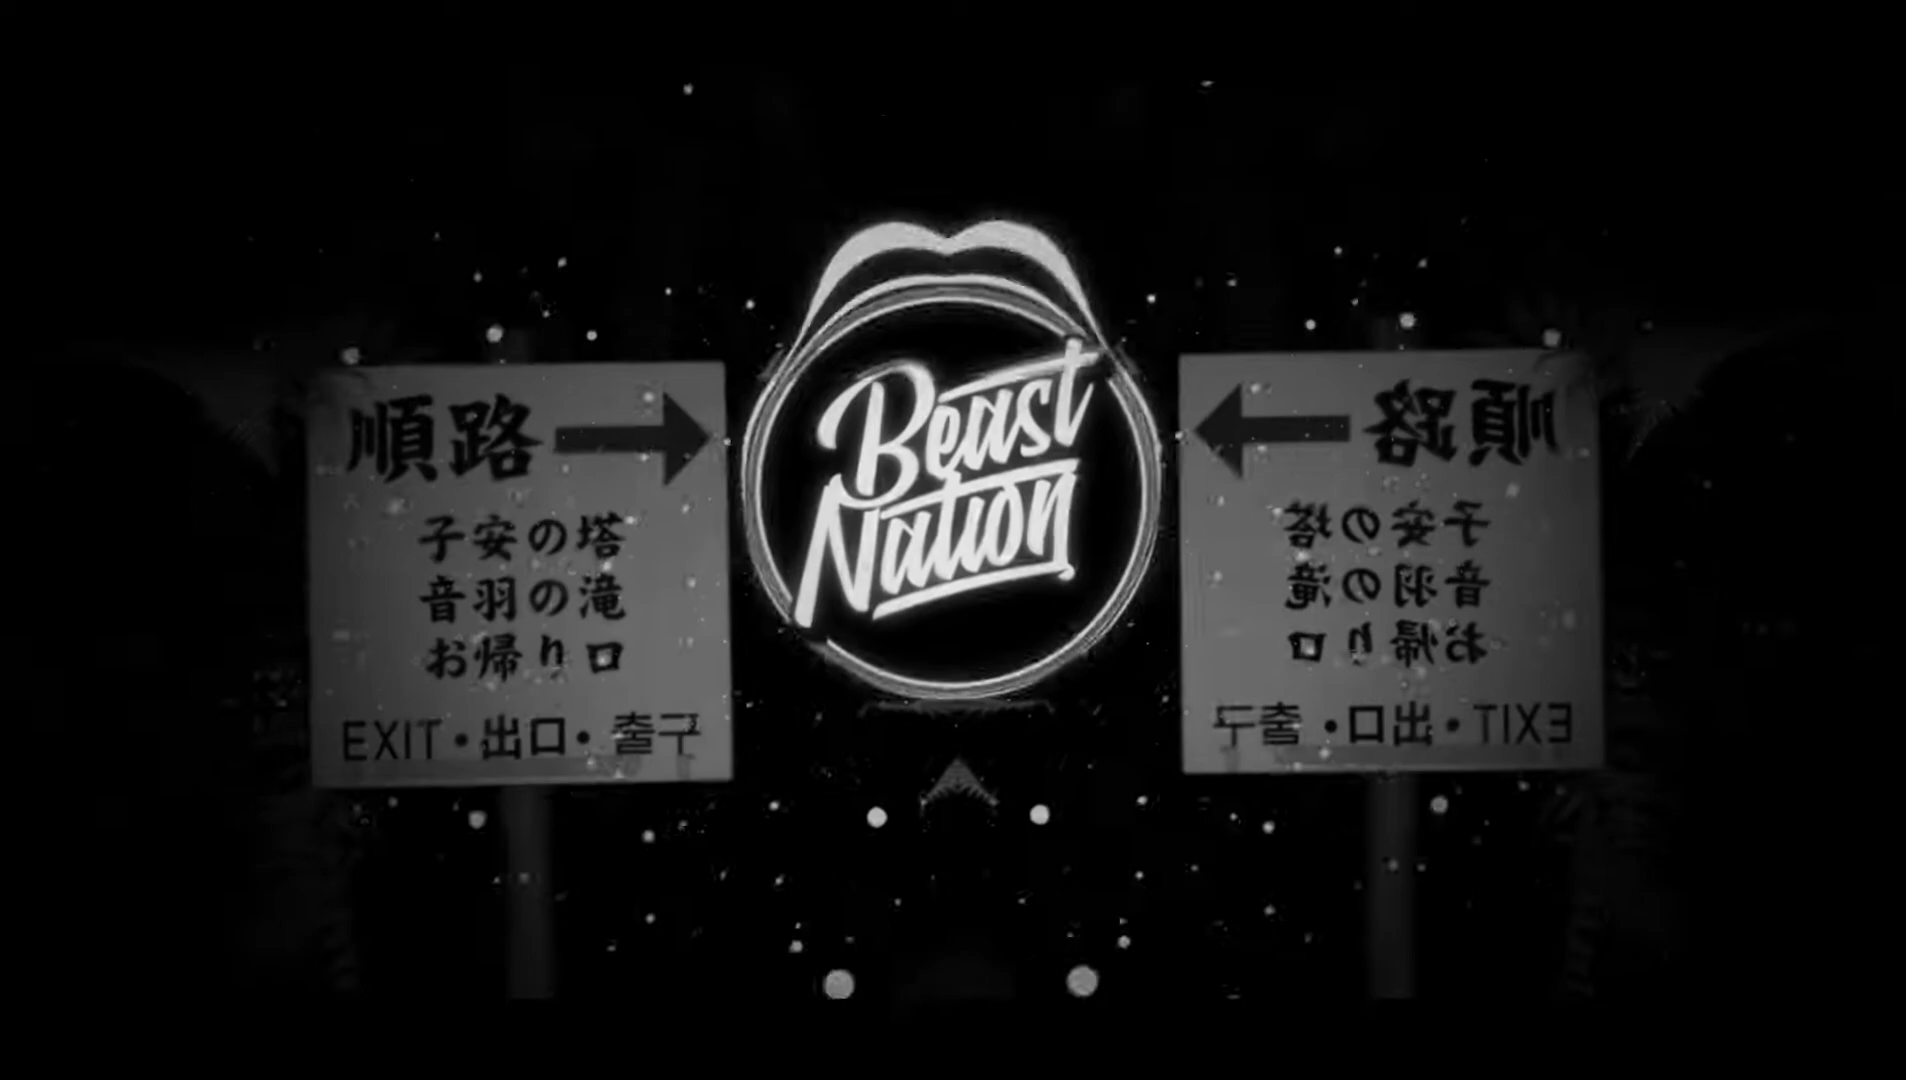 順路
子安の塔
音羽の滝
お帰り口
EXIT・出口・출구
Beast
Nation
順路
子安の塔
音羽の滝
お帰り口
EXIT・出口・출구